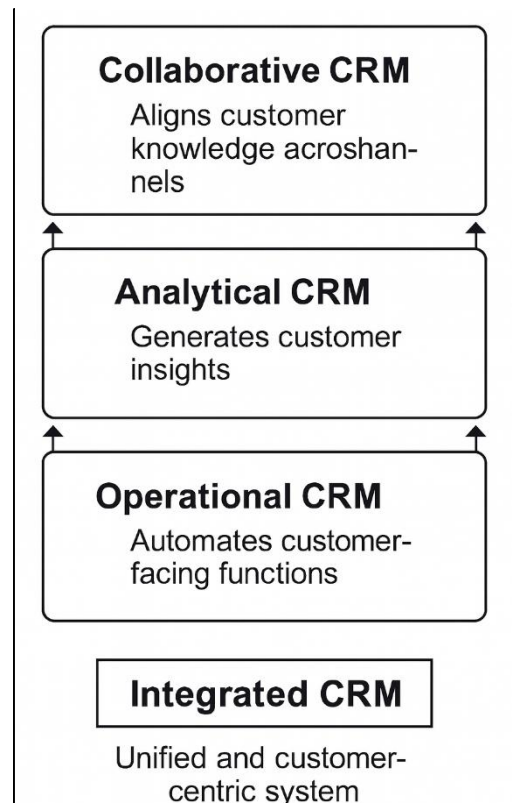 Collaborative CRM
Aligns customer
knowledge acroshan-
nels
Analytical CRM
Generates customer
insights
Operational CRM
Automates customer-
facing functions
Integrated CRM
Unified and customer-
centric system